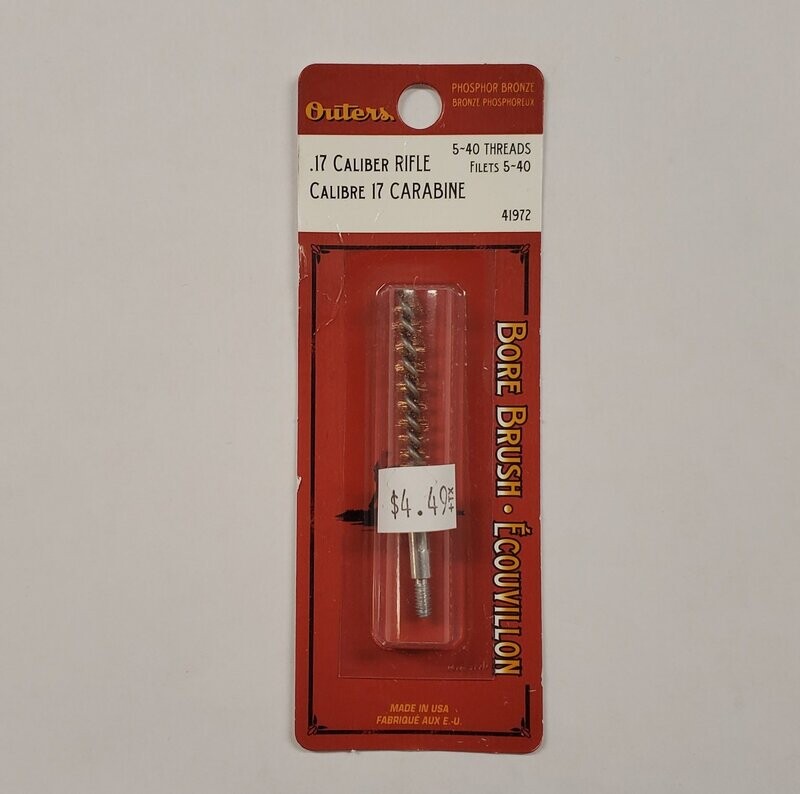 PHOSPHOR BRONZE
BRONZE PHOSPHOREUX
Outers
5-40 THREADS
.17 CALIBER RIFLE
FILETS 5-40
CALIBRE 17 CARABINE
41972
BORE BRUSH • ÉCOUVILLON
$4.49 +TX
MADE IN USA
FABRIQUÉ AUX E.-U.